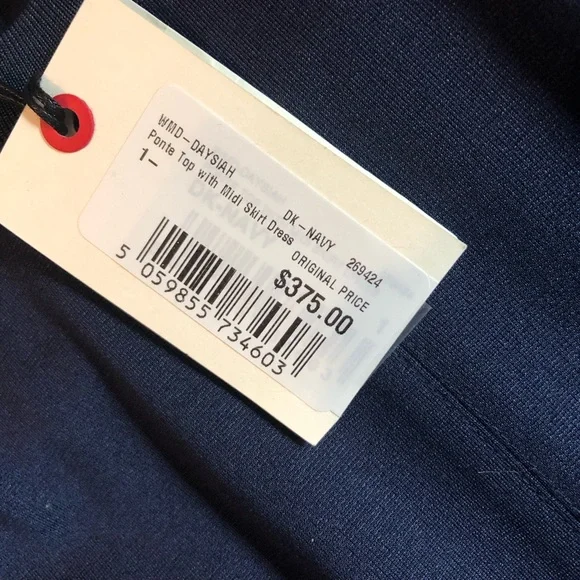 WMD-DAYSIAH DK-NAVY 269424
Ponte Top with Midi Skirt Dress
1-
ORIGINAL PRICE
$375.00
5 059855 734603